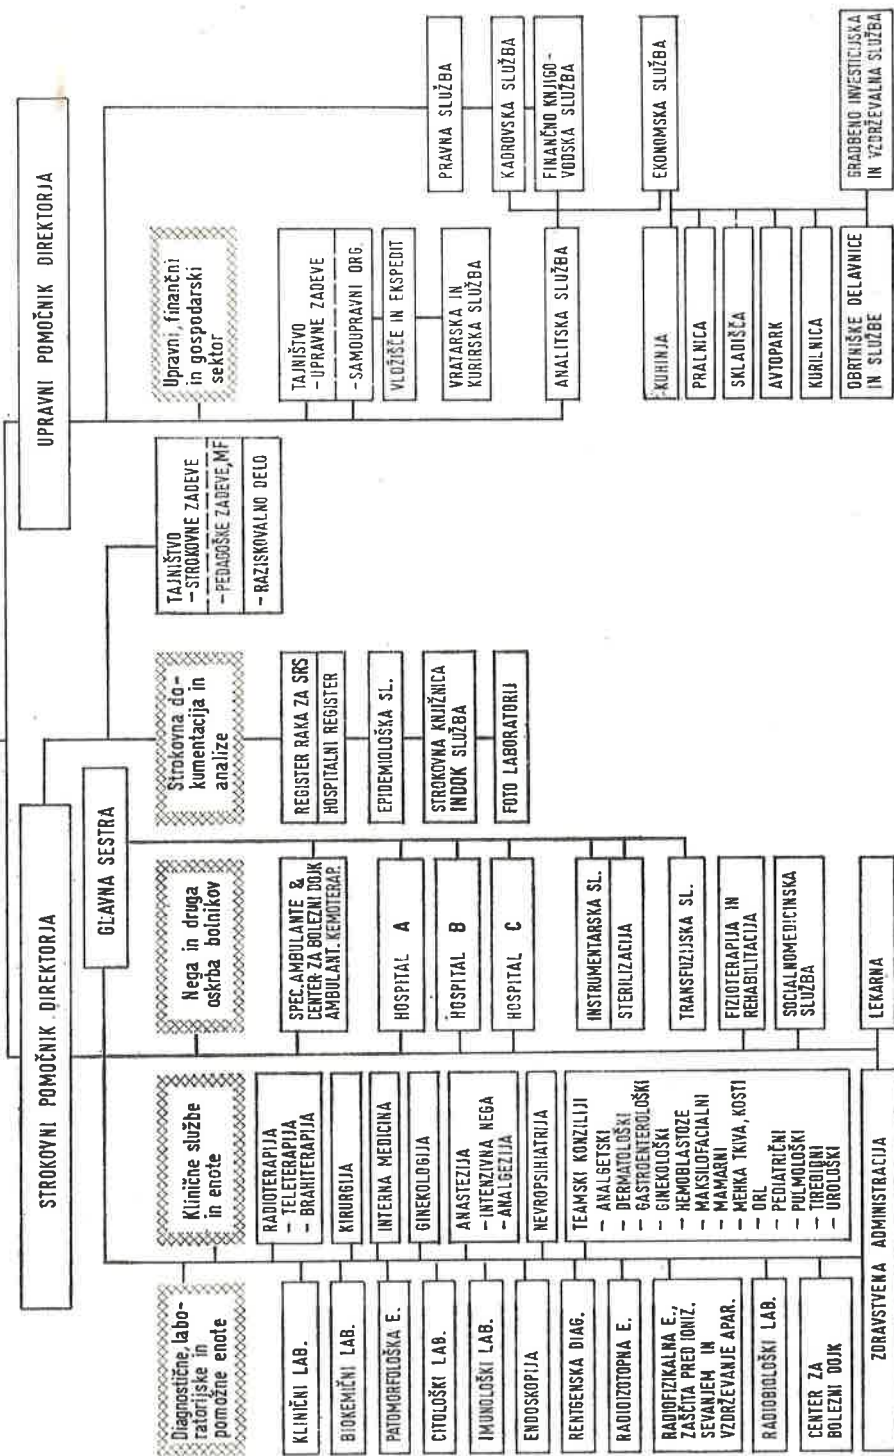 STROKOVNI POMOČNIK DIREKTORJA
UPRAVNI POMOČNIK DIREKTORJA
GLAVNA SESTRA
Diagnostične, labo-
ratorijske in
pomožne enote
KLINIČNI LAB.
BIOKEMIČNI LAB.
PATOMORFOLOŠKA E.
CITOLOŠKI LAB.
IMUNOLOŠKI LAB.
ENDOSKOPIJA
RENTGENSKA DIAG.
RADIOIZOTOPNA E.
RADIOFIZIKALNA E.,
ZAŠČITA PRED IONIZ.
SEVANJEM IN
VZDRŽEVANJE APAR.
RADIOBIOLOŠKI LAB.
CENTER ZA
BOLEZNI DOJK
Klinične službe
in enote
RADIOTERAPIJA
- TELETERAPIJA
- BRAHITERAPIJA
KIRURGIJA
INTERNA MEDICINA
GINEKOLOGIJA
ANASTEZIJA
- INTENZIVNA NEGA
- ANALGEZIJA
NEVROPSIHIATRIJA
TEAMSKI KONZILIJI
- ANALGETSKI
- DERMATOLOŠKI
- GASTROENTEROLOŠKI
- GINEKOLOŠKI
- HEMOBLASTOZE
- MAKSILOFACIALNI
- MAMARNI
- MEHKA TKIVA, KOSTI
- ORL
- PEDIATRIČNI
- PULMOLOŠKI
- TIREOIDNI
- UROLOŠKI
ZDRAVSTVENA ADMINISTRACIJA
Nega in druga
oskrba bolnikov
SPEC. AMBULANTE &
CENTER ZA BOLEZNI DOJK
AMBULANT. KEMOTERAP.
HOSPITAL A
HOSPITAL B
HOSPITAL C
INSTRUMENTARSKA SL.
STERILIZACIJA
TRANSFUZIJSKA SL.
FIZIOTERAPIJA IN
REHABILITACIJA
SOCIALNOMEDICINSKA
SLUŽBA
LEKARNA
Strokovna do-
kumentacija in
analize
REGISTER RAKA ZA SRS
HOSPITALNI REGISTER
EPIDEMIOLOŠKA SL.
STROKOVNA KNJIŽNICA
INDOK SLUŽBA
FOTO LABORATORIJ
TAJNIŠTVO
- STROKOVNE ZADEVE
- PEDAGOŠKE ZADEVE, MF
- RAZISKOVALNO DELO
Upravni, finančni
in gospodarski
sektor
TAJNIŠTVO
- UPRAVNE ZADEVE
- SAMOUPRAVNI ORG.
VLOŽIŠČE IN EKSPEDIT
VRATARSKA IN
KURIRSKA SLUŽBA
ANALITSKA SLUŽBA
KUHINJA
PRALNICA
SKLADIŠČA
AVTOPARK
KURILNICA
OBRTNIŠKE DELAVNICE
IN SLUŽBE
PRAVNA SLUŽBA
KADROVSKA SLUŽBA
FINANČNO KNJIGO-
VODSKA SLUŽBA
EKONOMSKA SLUŽBA
GRADBENO INVESTICIJSKA
IN VZDRŽEVALNA SLUŽBA